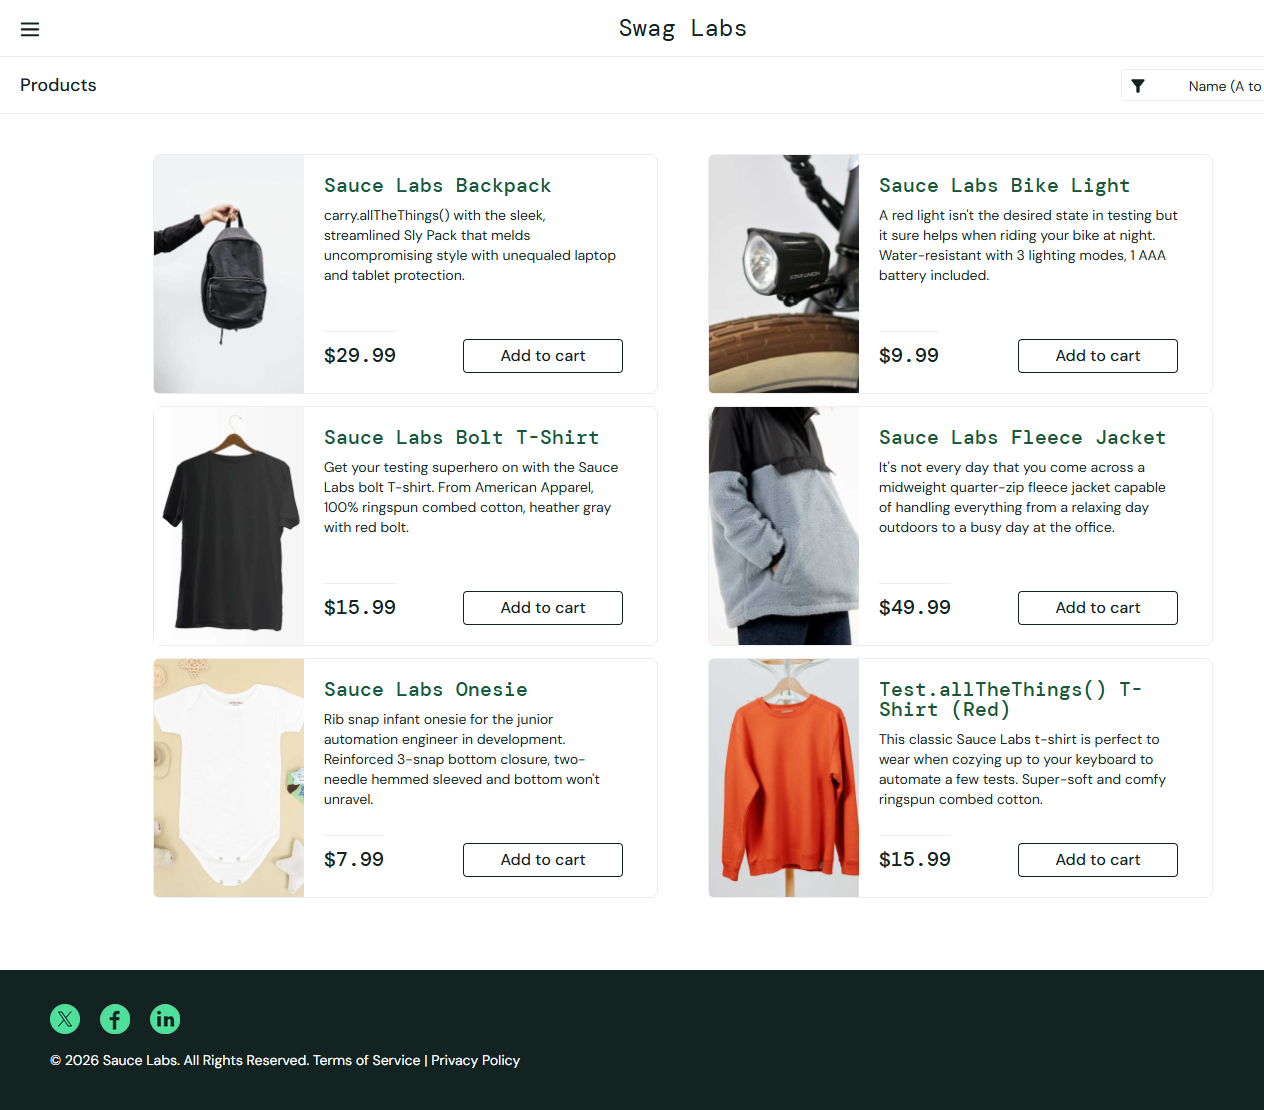 Swag Labs
Products
Name (A to
Sauce Labs Backpack
carry.allTheThings() with the sleek,
streamlined Sly Pack that melds
uncompromising style with unequaled laptop
and tablet protection.
$29.99
Add to cart
Sauce Labs Bike Light
A red light isn't the desired state in testing but
it sure helps when riding your bike at night.
Water-resistant with 3 lighting modes, 1 AAA
battery included.
$9.99
Add to cart
Sauce Labs Bolt T-Shirt
Get your testing superhero on with the Sauce
Labs bolt T-shirt. From American Apparel,
100% ringspun combed cotton, heather gray
with red bolt.
$15.99
Add to cart
Sauce Labs Fleece Jacket
It's not every day that you come across a
midweight quarter-zip fleece jacket capable
of handling everything from a relaxing day
outdoors to a busy day at the office.
$49.99
Add to cart
Sauce Labs Onesie
Rib snap infant onesie for the junior
automation engineer in development.
Reinforced 3-snap bottom closure, two-
needle hemmed sleeved and bottom won't
unravel.
$7.99
Add to cart
Test.allTheThings() T-
Shirt (Red)
This classic Sauce Labs t-shirt is perfect to
wear when cozying up to your keyboard to
automate a few tests. Super-soft and comfy
ringspun combed cotton.
$15.99
Add to cart
© 2026 Sauce Labs. All Rights Reserved. Terms of Service | Privacy Policy